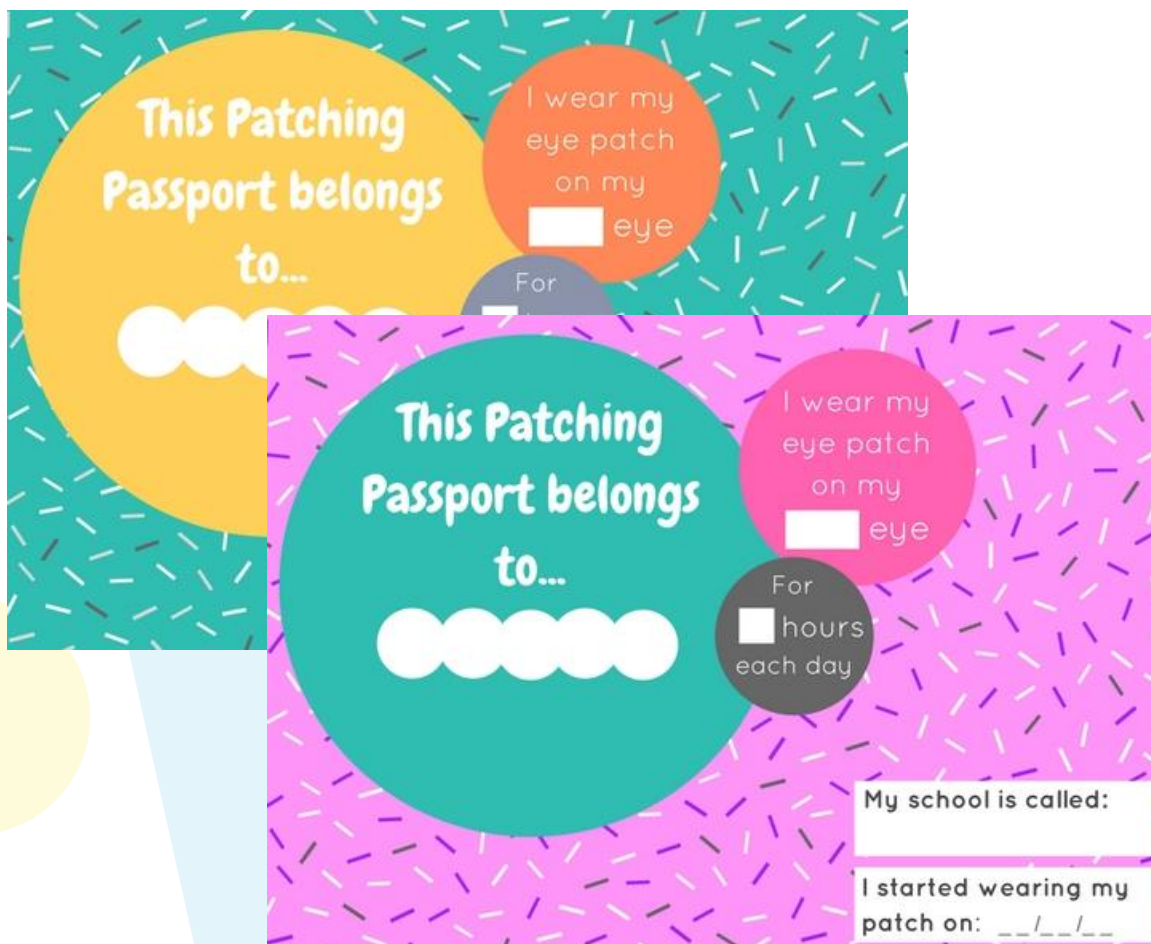 This Patching
Passport belongs
to...
I wear my
eye patch
on my
eye
For
This Patching
Passport belongs
to...
I wear my
eye patch
on my
eye
For
hours
each day
My school is called:
I started wearing my
patch on: __/__/__